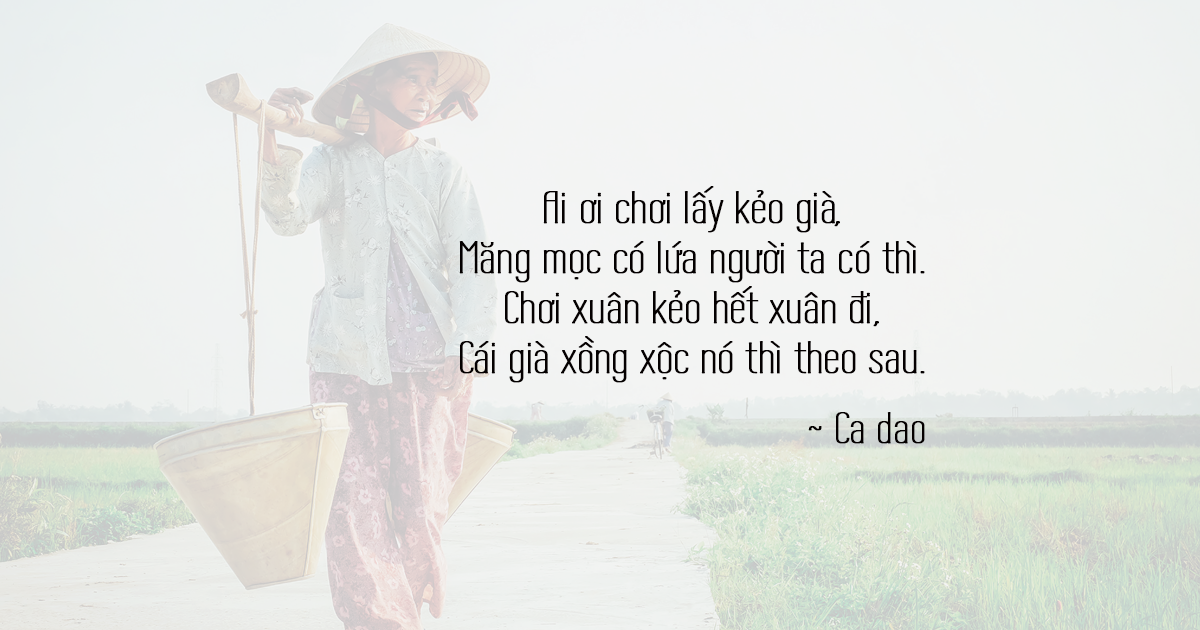 Ai ơi chơi lấy kẻo già,
Măng mọc có lứa người ta có thì.
Chơi xuân kẻo hết xuân đi,
Cái già xồng xộc nó thì theo sau.
~ Ca dao